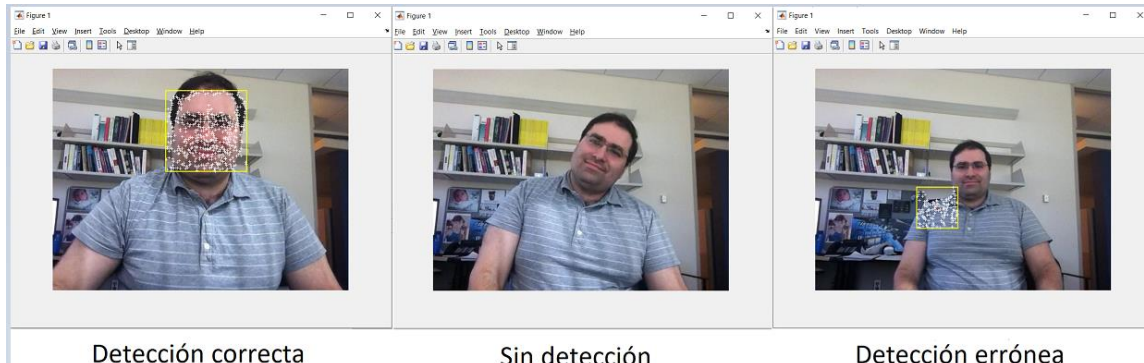 Figure 1
File Edit View Insert Tools Desktop Window Help
Figure 1
File Edit View Insert Tools Desktop Window Help
Figure 1
File Edit View Insert Tools Desktop Window Help
Detección correcta
Sin detección
Detección errónea